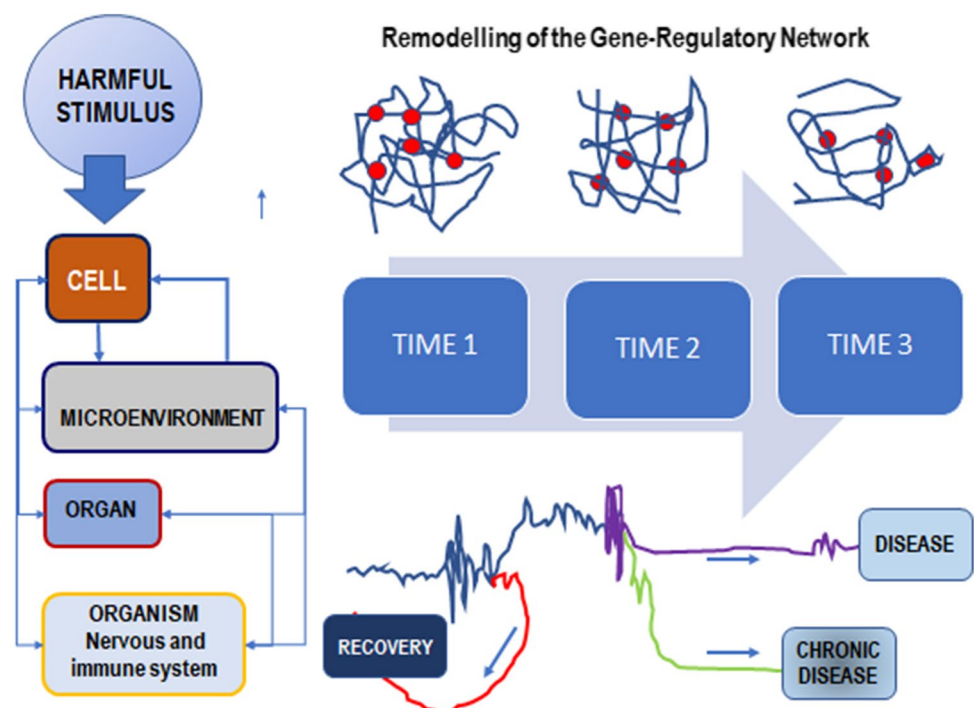 Remodelling of the Gene-Regulatory Network
HARMFUL
STIMULUS
CELL
MICROENVIRONMENT
ORGAN
ORGANISM
Nervous and
immune system
TIME 1
TIME 2
TIME 3
RECOVERY
DISEASE
CHRONIC
DISEASE